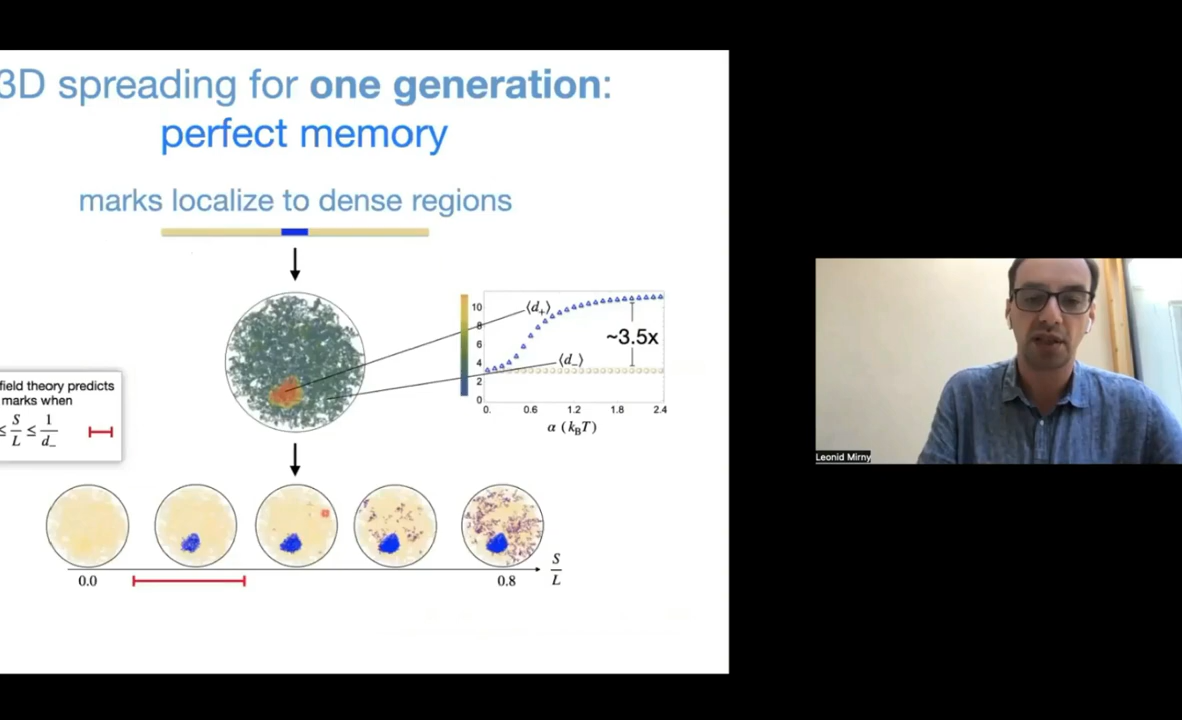 3D spreading for one generation:
perfect memory
marks localize to dense regions
10
8
6
4
2
0
⟨d₊⟩
~3.5x
⟨d₋⟩
0. 0.6 1.2 1.8 2.4
α (k_BT)
field theory predicts
marks when
≤ S/L ≤ 1/d₋
0.0
0.8
S/L
Leonid Mirny